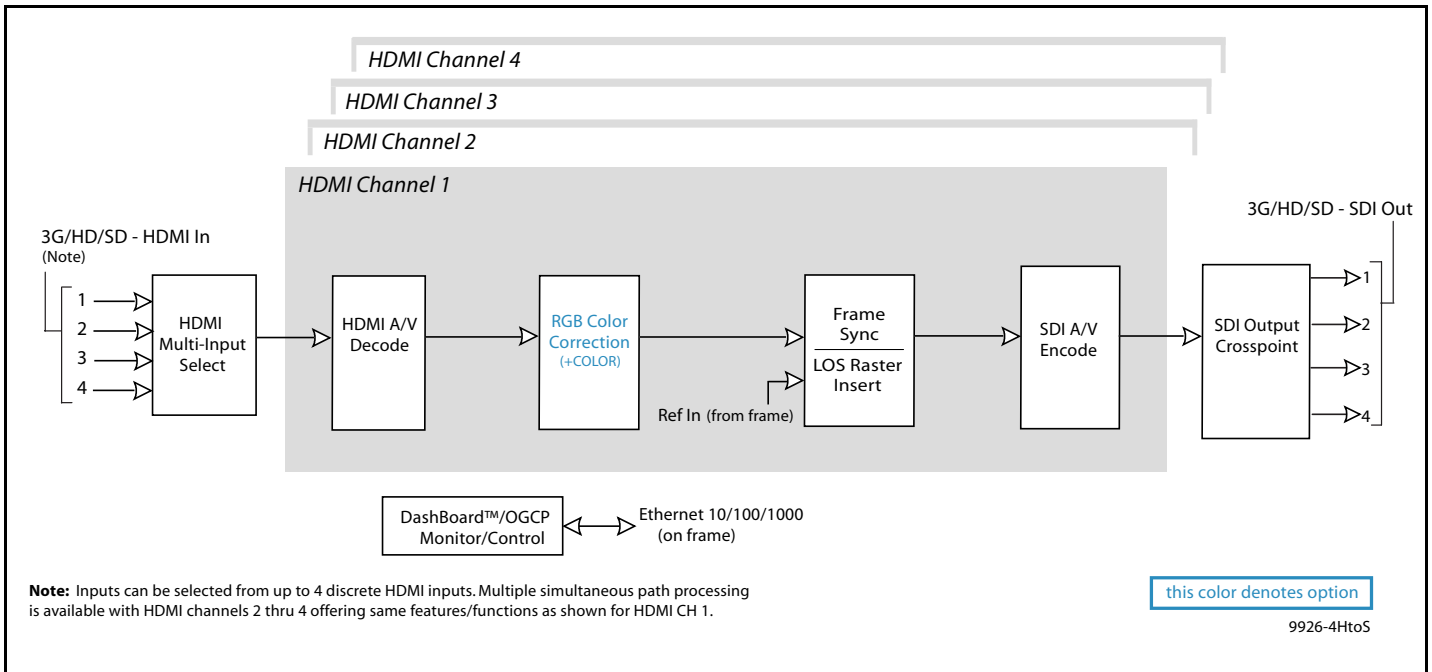 HDMI Channel 4
HDMI Channel 3
HDMI Channel 2
HDMI Channel 1
3G/HD/SD - HDMI In
(Note)
1
2
3
4
HDMI
Multi-Input
Select
HDMI A/V
Decode
RGB Color
Correction
(+COLOR)
Frame
Sync
LOS Raster
Insert
Ref In (from frame)
SDI A/V
Encode
SDI Output
Crosspoint
3G/HD/SD - SDI Out
1
2
3
4
DashBoard™/OGCP
Monitor/Control
Ethernet 10/100/1000
(on frame)
Note: Inputs can be selected from up to 4 discrete HDMI inputs. Multiple simultaneous path processing
is available with HDMI channels 2 thru 4 offering same features/functions as shown for HDMI CH 1.
this color denotes option
9926-4HtoS